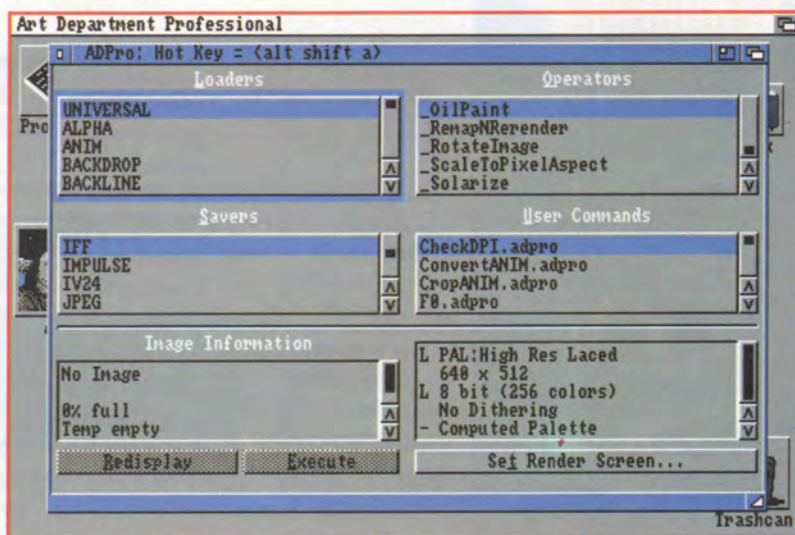 Art Department Professional
ADPro: Hot Key = <alt shift a>
Loaders
UNIVERSAL
ALPHA
ANIM
BACKDROP
BACKLINE
Operators
_OilPaint
_RemapNRerender
_RotateImage
_ScaleToPixelAspect
_Solarize
Savers
IFF
IMPULSE
IV24
JPEG
User Commands
CheckDPI.adpro
ConvertANIM.adpro
CropANIM.adpro
F0.adpro
Image Information
No Image
0% full
Temp empty
L PAL:High Res Laced
640 x 512
L 8 bit (256 colors)
No Dithering
- Computed Palette
Redisplay
Execute
Set Render Screen...
Trashcan